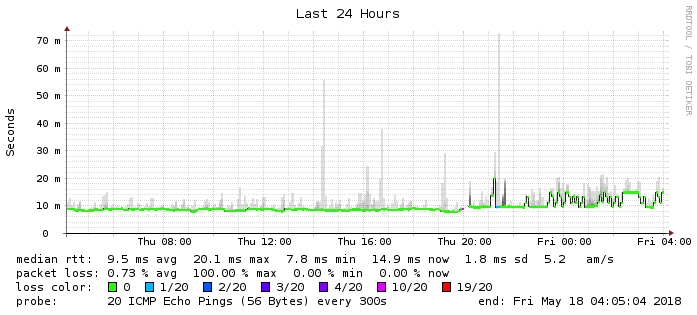 Last 24 Hours
RRDTOOL / TOBI OETIKER
Seconds
70 m
60 m
50 m
40 m
30 m
20 m
10 m
0
Thu 08:00 Thu 12:00 Thu 16:00 Thu 20:00 Fri 00:00 Fri 04:00
median rtt: 9.5 ms avg 20.1 ms max 7.8 ms min 14.9 ms now 1.8 ms sd 5.2 am/s
packet loss: 0.73 % avg 100.00 % max 0.00 % min 0.00 % now
loss color: 0 1/20 2/20 3/20 4/20 10/20 19/20
probe: 20 ICMP Echo Pings (56 Bytes) every 300s end: Fri May 18 04:05:04 2018